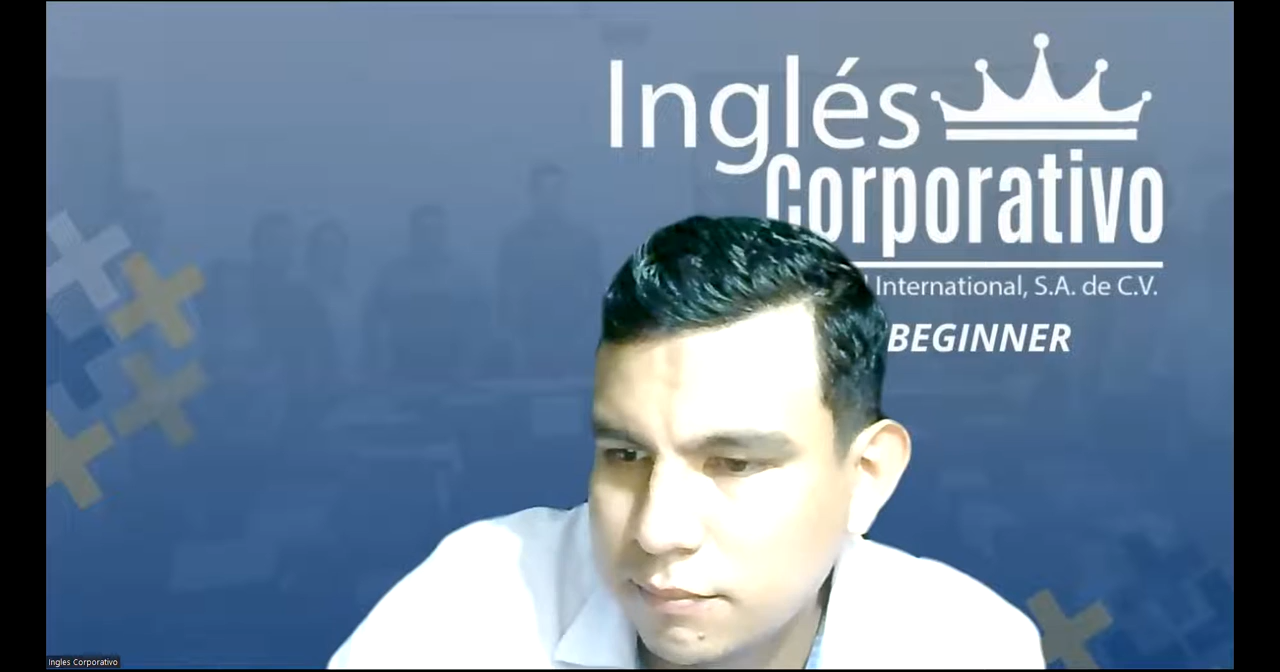 Inglés
Corporativo
International, S.A. de C.V.
BEGINNER
Ingles Corporativo